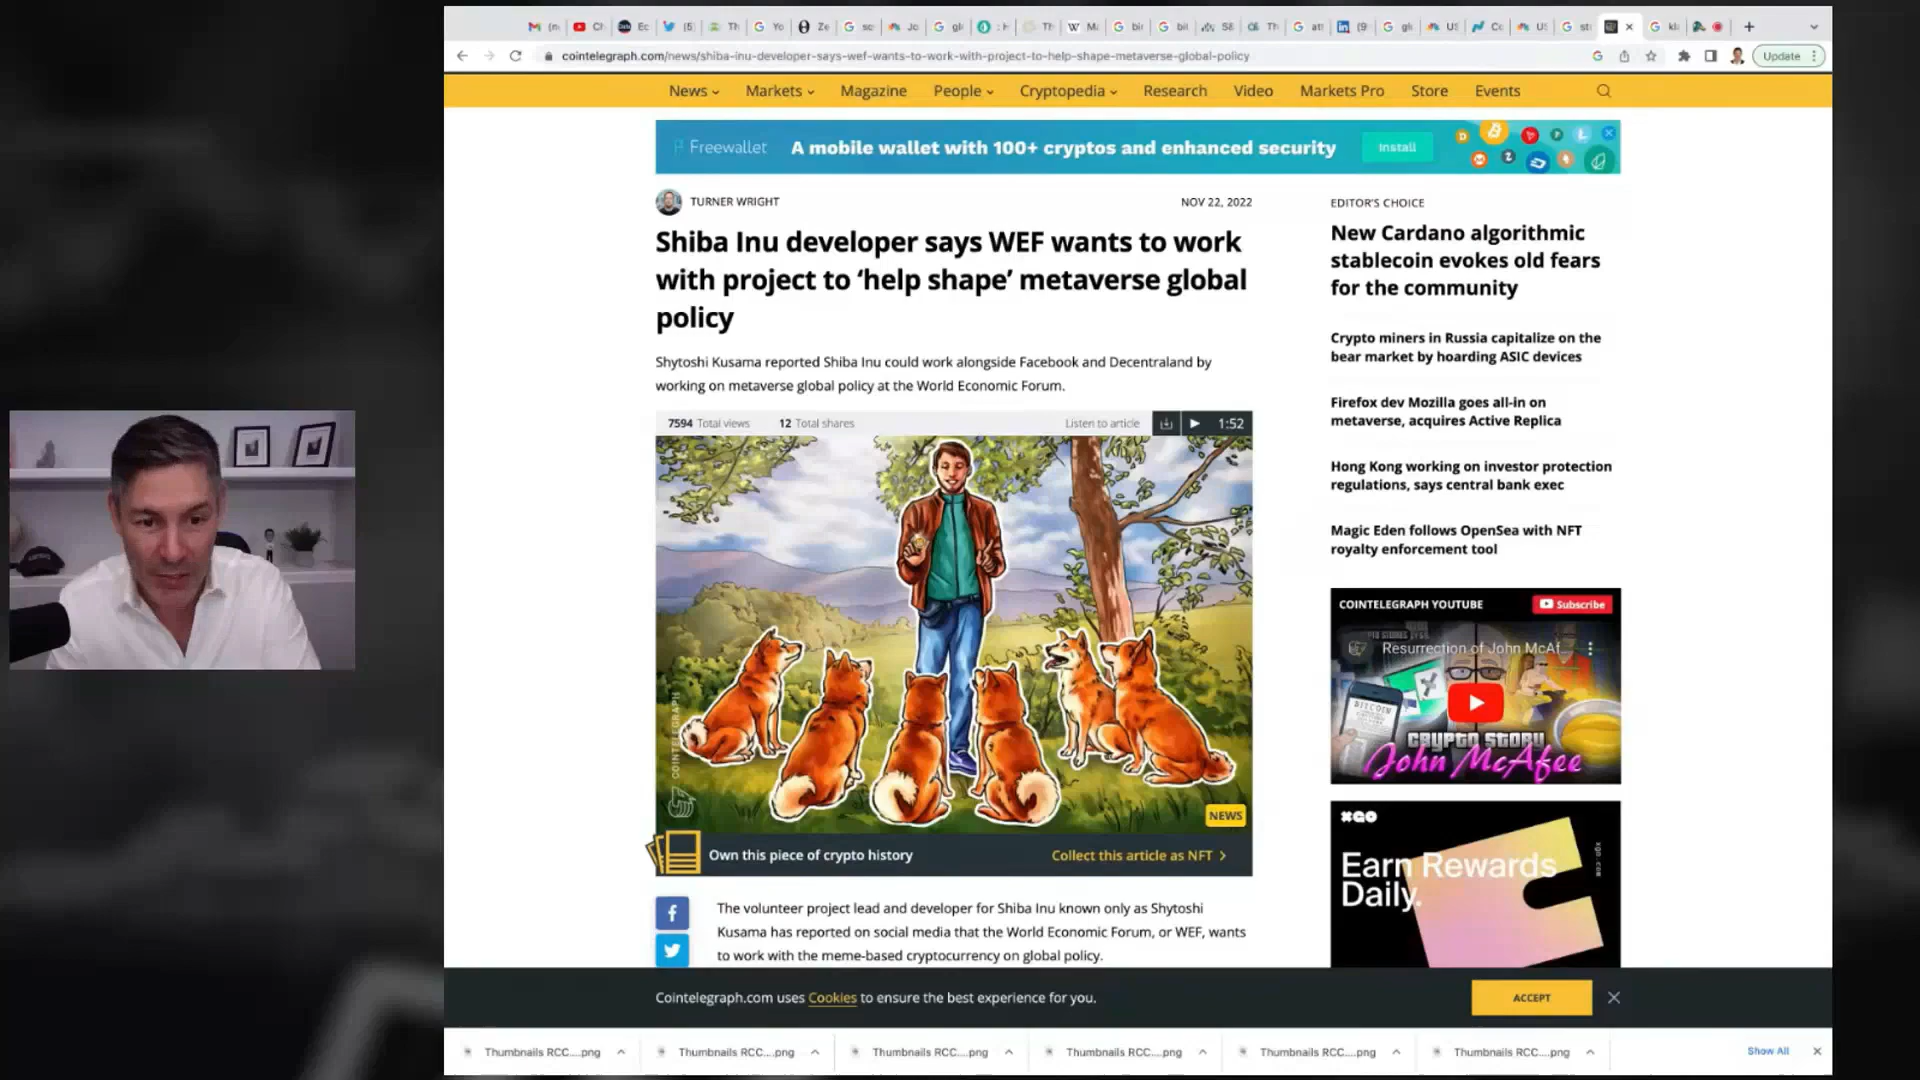 cointelegraph.com/news/shiba-inu-developer-says-wef-wants-to-work-with-project-to-help-shape-metaverse-global-policy
Update
News Markets Magazine People Cryptopedia Research Video Markets Pro Store Events
Freewallet A mobile wallet with 100+ cryptos and enhanced security Install
TURNER WRIGHT NOV 22, 2022
Shiba Inu developer says WEF wants to work
with project to ‘help shape’ metaverse global
policy
Shytoshi Kusama reported Shiba Inu could work alongside Facebook and Decentraland by
working on metaverse global policy at the World Economic Forum.
7594 Total views 12 Total shares Listen to article 1:52
COINTELEGRAPH
NEWS
Own this piece of crypto history Collect this article as NFT >
The volunteer project lead and developer for Shiba Inu known only as Shytoshi
Kusama has reported on social media that the World Economic Forum, or WEF, wants
to work with the meme-based cryptocurrency on global policy.
EDITOR’S CHOICE
New Cardano algorithmic
stablecoin evokes old fears
for the community
Crypto miners in Russia capitalize on the
bear market by hoarding ASIC devices
Firefox dev Mozilla goes all-in on
metaverse, acquires Active Replica
Hong Kong working on investor protection
regulations, says central bank exec
Magic Eden follows OpenSea with NFT
royalty enforcement tool
COINTELEGRAPH YOUTUBE Subscribe
Resurrection of John McAf...
BITCOIN
CRYPTO STORY
John McAfee
XGO
Earn Rewards
Daily.
xgo.com
Cointelegraph.com uses Cookies to ensure the best experience for you.
ACCEPT
Thumbnails RCC....png Thumbnails RCC....png Thumbnails RCC....png Thumbnails RCC....png Thumbnails RCC....png Thumbnails RCC....png Show All